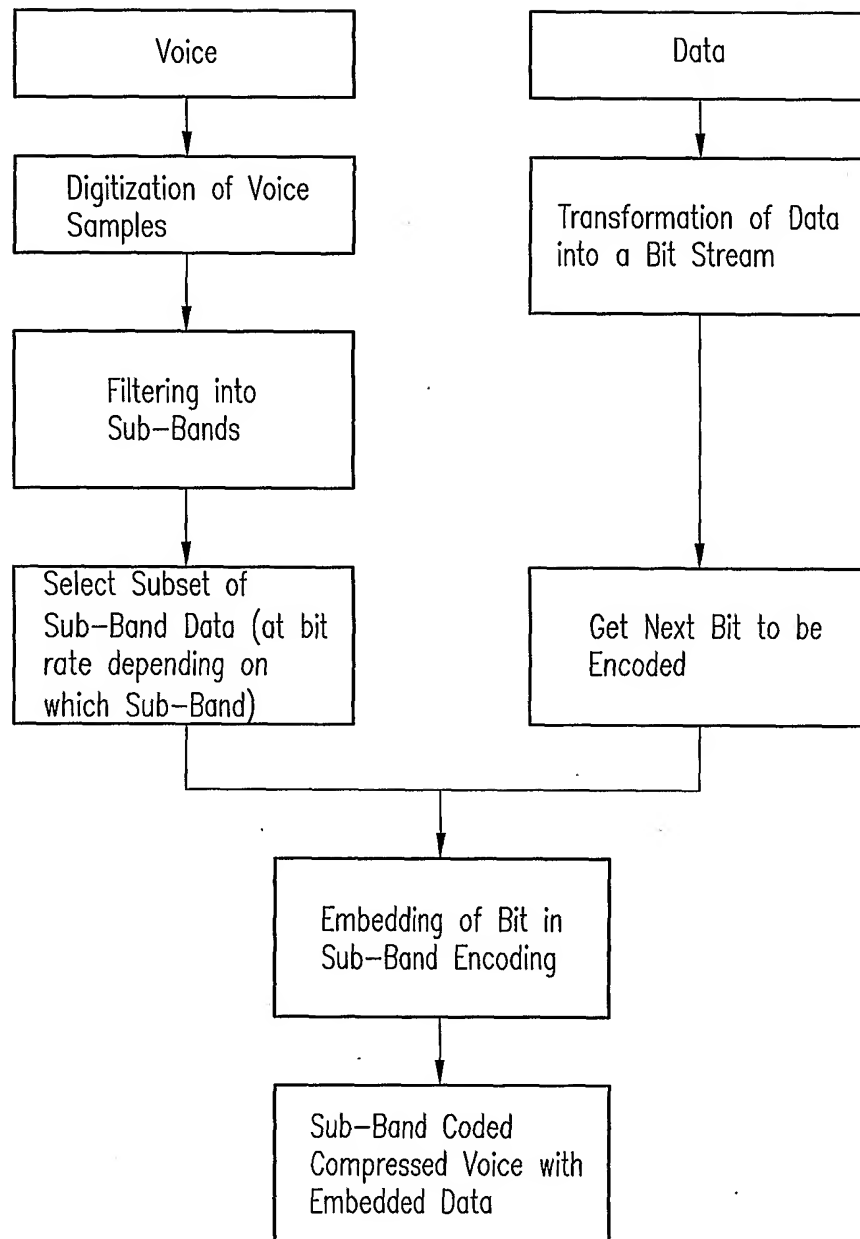 Voice
Data
Digitization of Voice
Samples
Transformation of Data
into a Bit Stream
Filtering into
Sub-Bands
Select Subset of
Sub-Band Data (at bit
rate depending on
which Sub-Band)
Get Next Bit to be
Encoded
Embedding of Bit in
Sub-Band Encoding
Sub-Band Coded
Compressed Voice with
Embedded Data